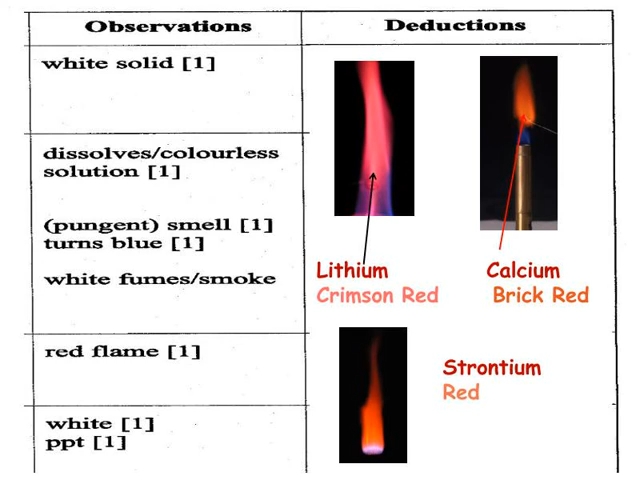 Observations
Deductions
white solid [1]
dissolves/colourless
solution [1]
(pungent) smell [1]
turns blue [1]
white fumes/smoke
Lithium
Crimson Red
Calcium
Brick Red
red flame [1]
Strontium
Red
white [1]
ppt [1]